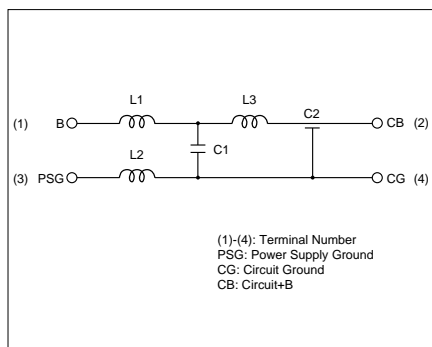 L1
L3
C2
(1) B
CB (2)
C1
L2
(3) PSG
CG (4)
(1)-(4): Terminal Number
PSG: Power Supply Ground
CG: Circuit Ground
CB: Circuit+B